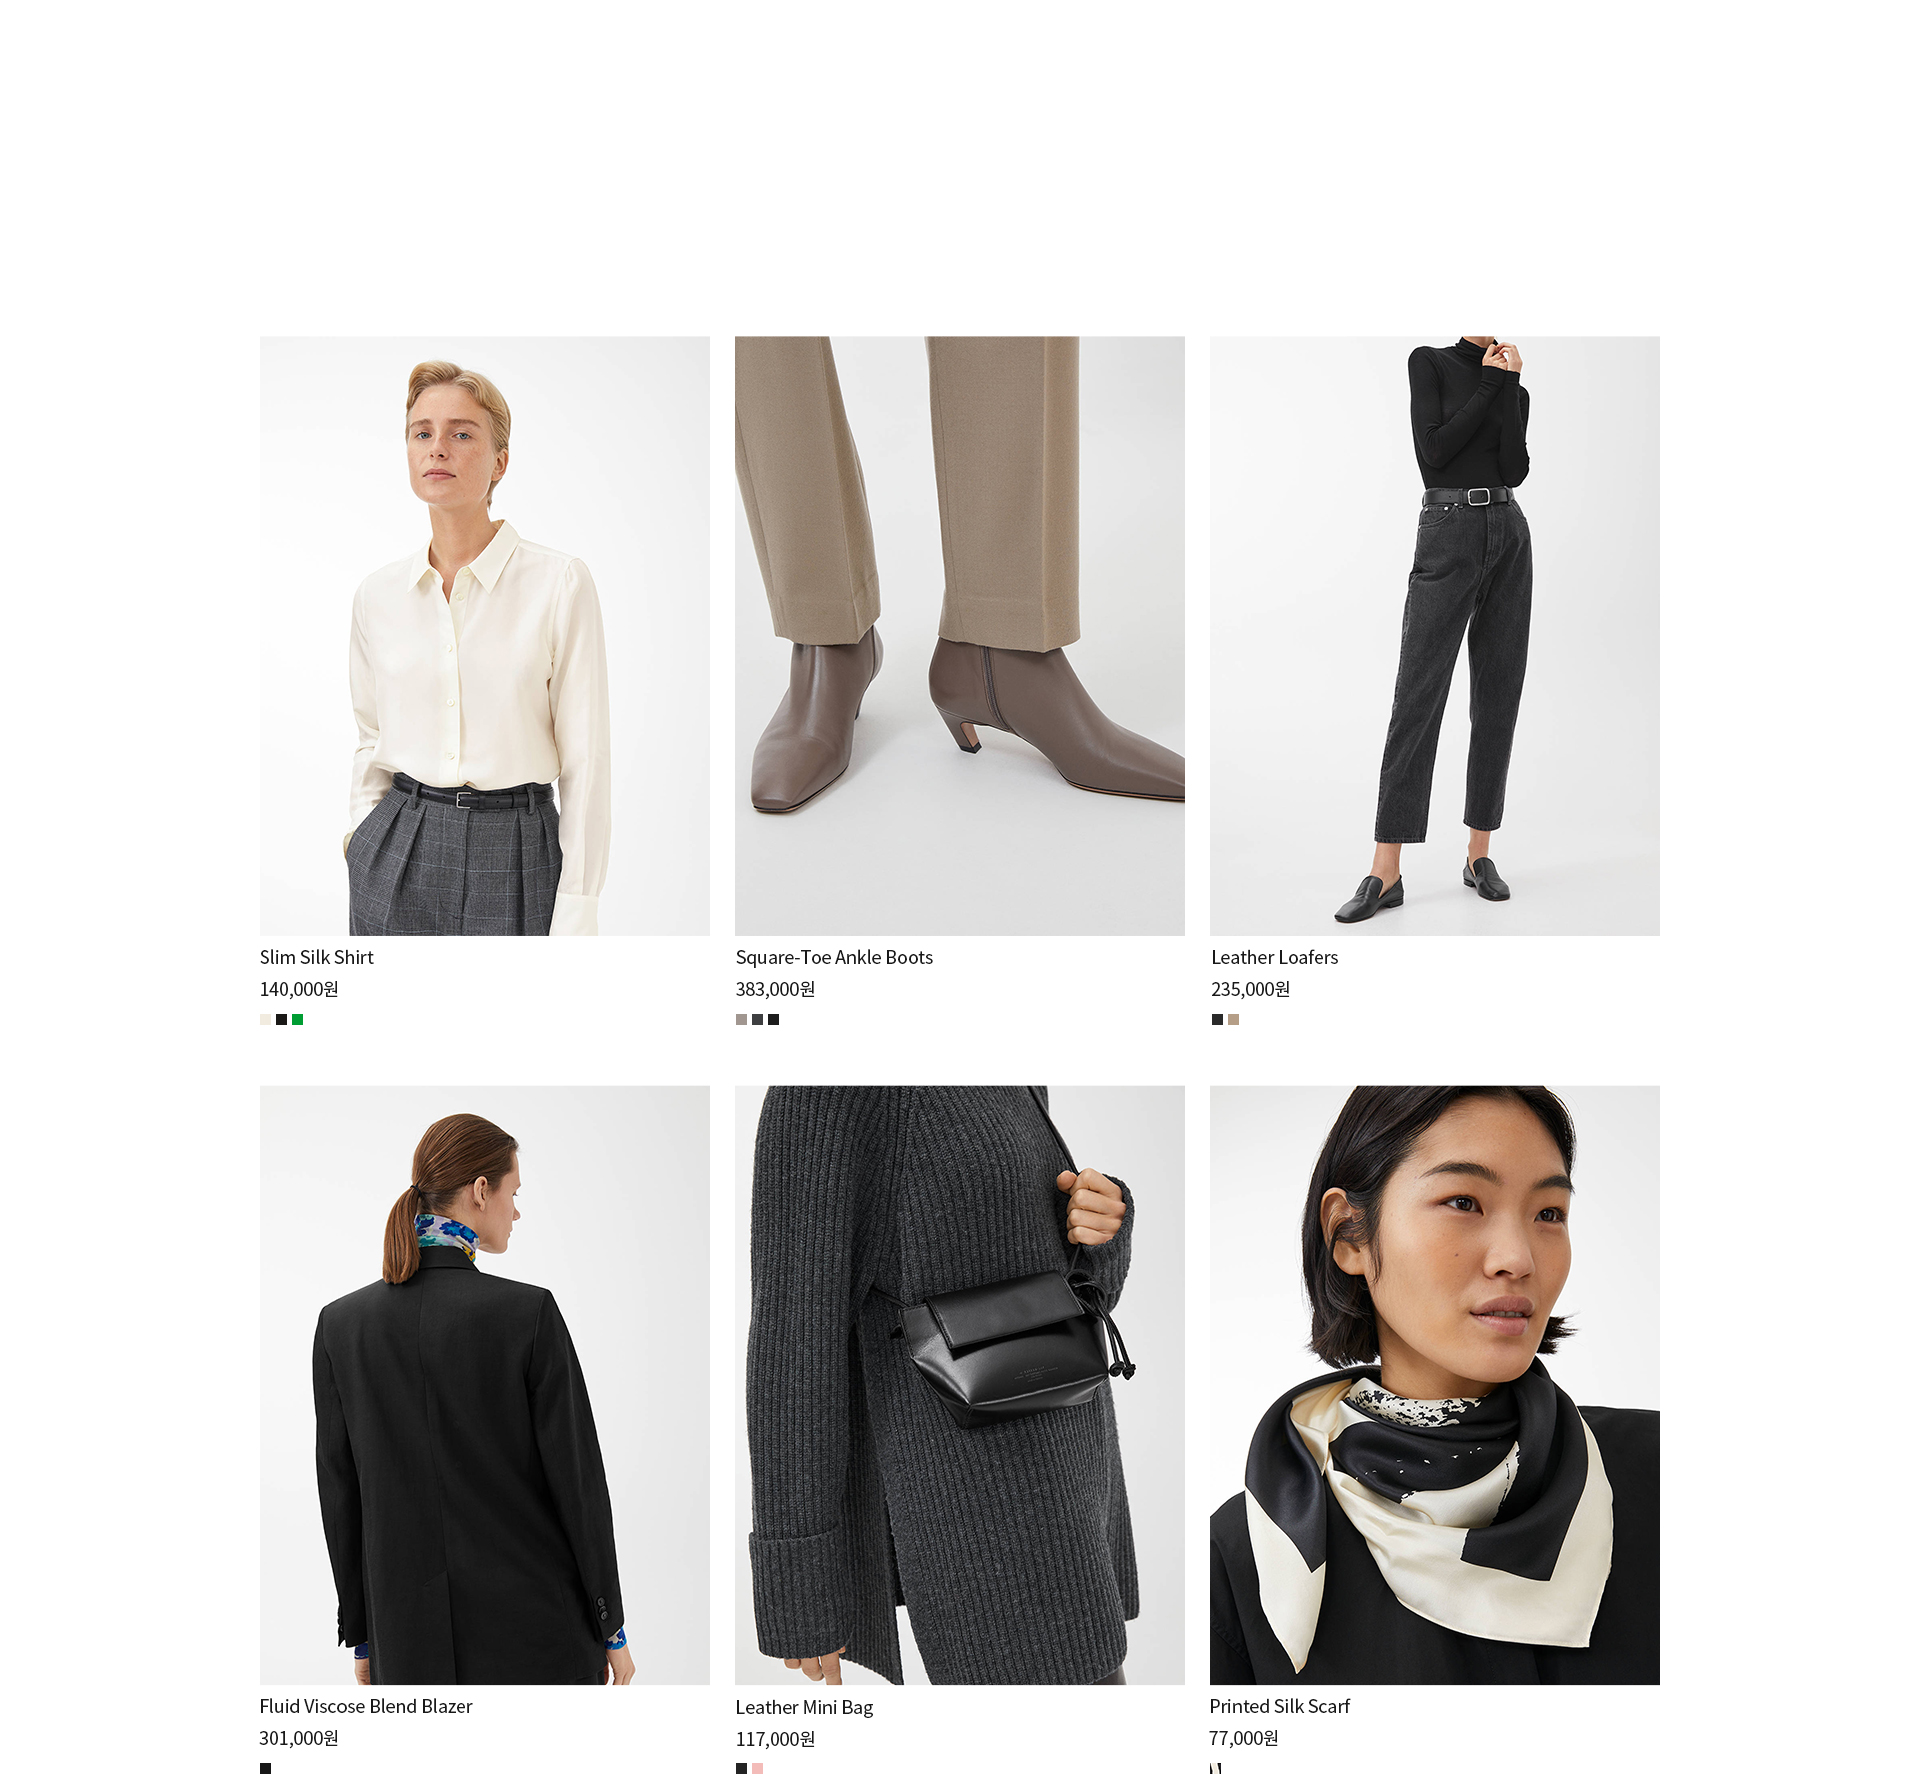 Slim Silk Shirt
140,000원
Square-Toe Ankle Boots
383,000원
Leather Loafers
235,000원
Fluid Viscose Blend Blazer
301,000원
Leather Mini Bag
117,000원
Printed Silk Scarf
77,000원